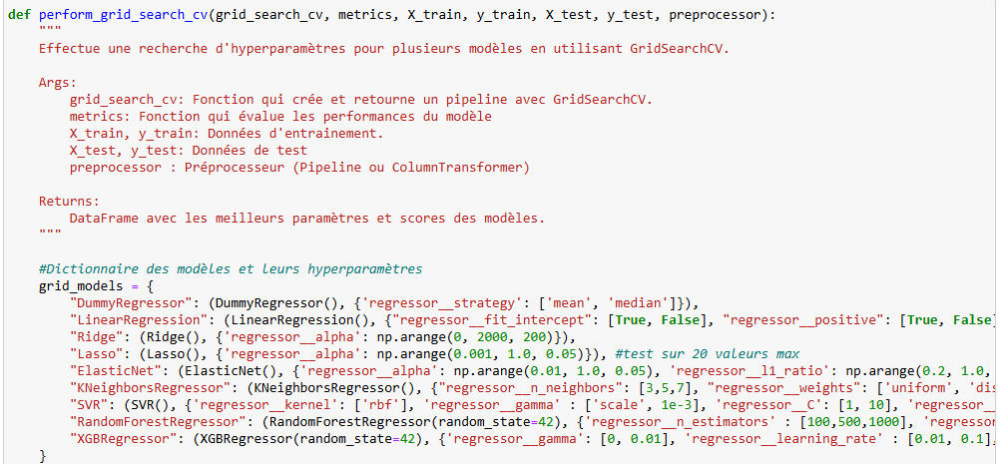 def perform_grid_search_cv(grid_search_cv, metrics, X_train, y_train, X_test, y_test, preprocessor):
"""
Effectue une recherche d'hyperparamètres pour plusieurs modèles en utilisant GridSearchCV.
Args:
grid_search_cv: Fonction qui crée et retourne un pipeline avec GridSearchCV.
metrics: Fonction qui évalue les performances du modèle
X_train, y_train: Données d'entrainement.
X_test, y_test: Données de test
preprocessor : Préprocesseur (Pipeline ou ColumnTransformer)
Returns:
DataFrame avec les meilleurs paramètres et scores des modèles.
"""
#Dictionnaire des modèles et leurs hyperparamètres
grid_models = {
"DummyRegressor": (DummyRegressor(), {'regressor__strategy': ['mean', 'median']}),
"LinearRegression": (LinearRegression(), {"regressor__fit_intercept": [True, False], "regressor__positive": [True, False]
"Ridge": (Ridge(), {'regressor__alpha': np.arange(0, 2000, 200)}),
"Lasso": (Lasso(), {'regressor__alpha': np.arange(0.001, 1.0, 0.05)}), #test sur 20 valeurs max
"ElasticNet": (ElasticNet(), {'regressor__alpha': np.arange(0.01, 1.0, 0.05), 'regressor__l1_ratio': np.arange(0.2, 1.0,
"KNeighborsRegressor": (KNeighborsRegressor(), {"regressor__n_neighbors": [3,5,7], "regressor__weights": ['uniform', 'dis
"SVR": (SVR(), {'regressor__kernel': ['rbf'], 'regressor__gamma' : ['scale', 1e-3], 'regressor__C': [1, 10], 'regressor__
"RandomForestRegressor": (RandomForestRegressor(random_state=42), {'regressor__n_estimators' : [100,500,1000], 'regressor
"XGBRegressor": (XGBRegressor(random_state=42), {'regressor__gamma': [0, 0.01], 'regressor__learning_rate' : [0.01, 0.1],
}